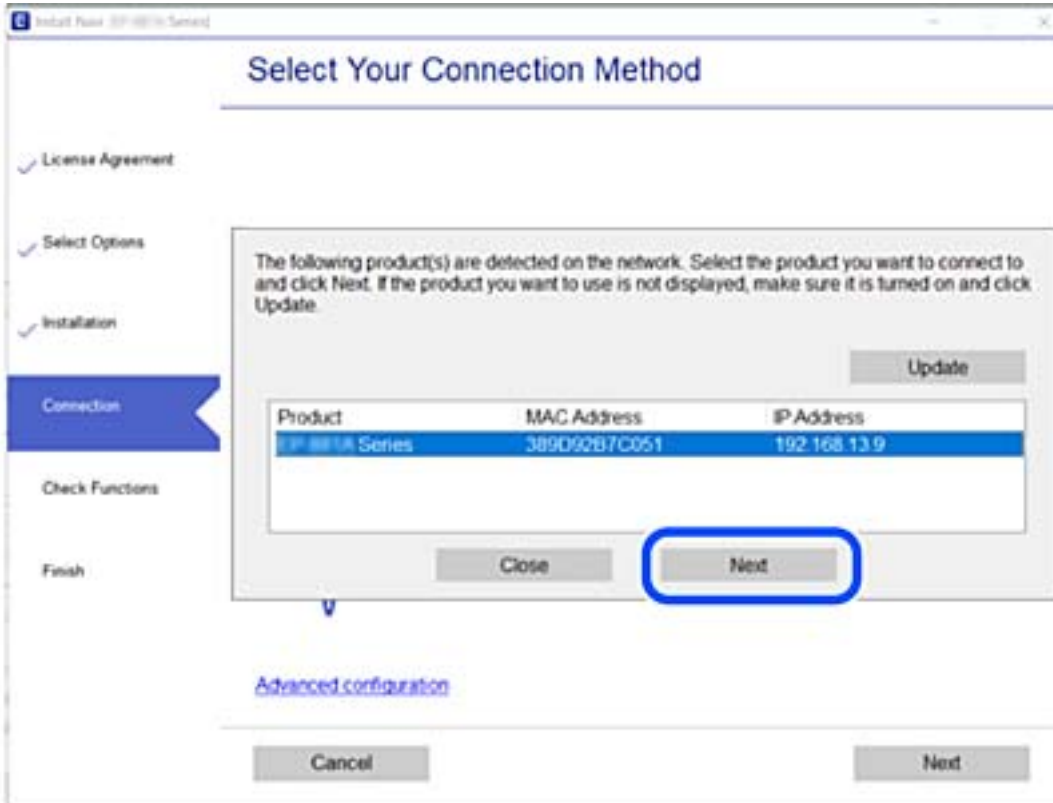 Install Navi Series]
Select Your Connection Method
License Agreement
Select Options
Installation
Connection
Check Functions
Finish
The following product(s) are detected on the network. Select the product you want to connect to
and click Next. If the product you want to use is not displayed, make sure it is turned on and click
Update.
Update
Product MAC Address IP Address
Series 389D92B7C051 192.168.13.9
Close Next
Advanced configuration
Cancel Next